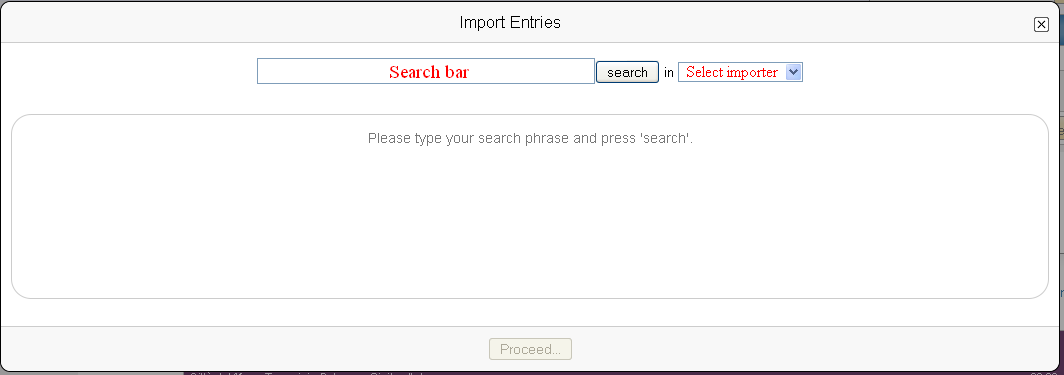 Import Entries
Search bar search in Select importer
Please type your search phrase and press 'search'.
Proceed...